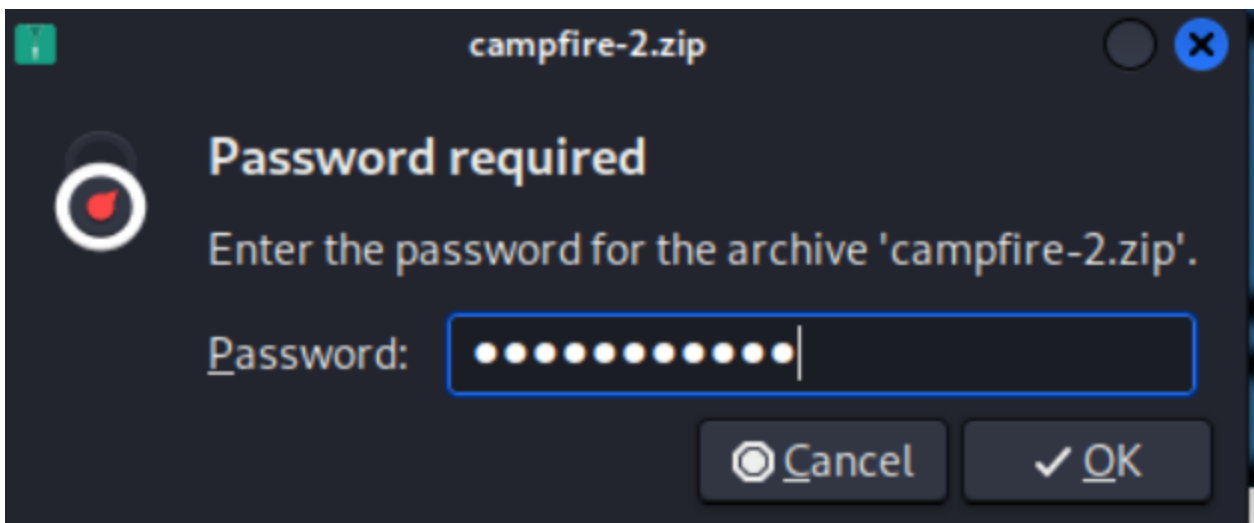 campfire-2.zip
Password required
Enter the password for the archive 'campfire-2.zip'.
Password: ●●●●●●●●●●●
Cancel OK